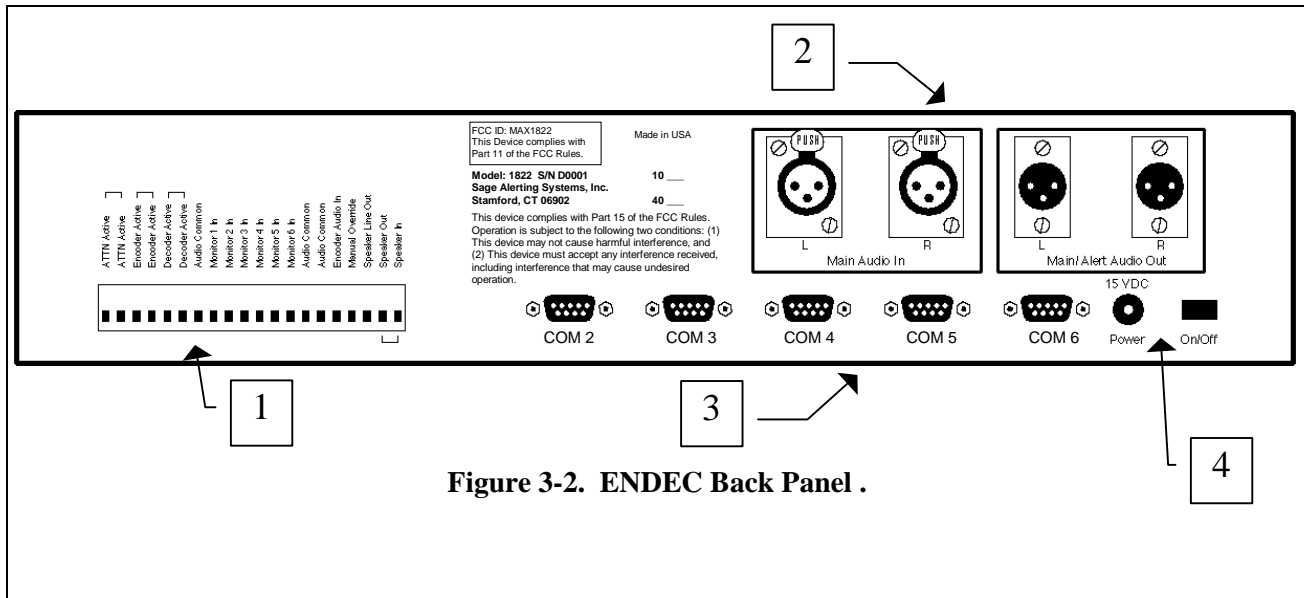 2
FCC ID: MAX1822
This Device complies with
Part 11 of the FCC Rules.
Made in USA
Model: 1822 S/N D0001
Sage Alerting Systems, Inc.
Stamford, CT 06902
10 ___
40 ___
This device complies with Part 15 of the FCC Rules.
Operation is subject to the following two conditions: (1)
This device may not cause harmful interference, and
(2) This device must accept any interference received,
including interference that may cause undesired
operation.
PUSH
PUSH
L
R
Main Audio In
L
R
Main/Alert Audio Out
ATTN Active
ATTN Active
Encoder Active
Encoder Active
Decoder Active
Decoder Active
Audio Common
Monitor 1 In
Monitor 2 In
Monitor 3 In
Monitor 4 In
Monitor 5 In
Monitor 6 In
Audio Common
Audio Common
Encoder Audio In
Manual Override
Speaker Line Out
Speaker Out
Speaker In
COM 2
COM 3
COM 4
COM 5
COM 6
15 VDC
Power
On/Off
1
3
4
Figure 3-2. ENDEC Back Panel .